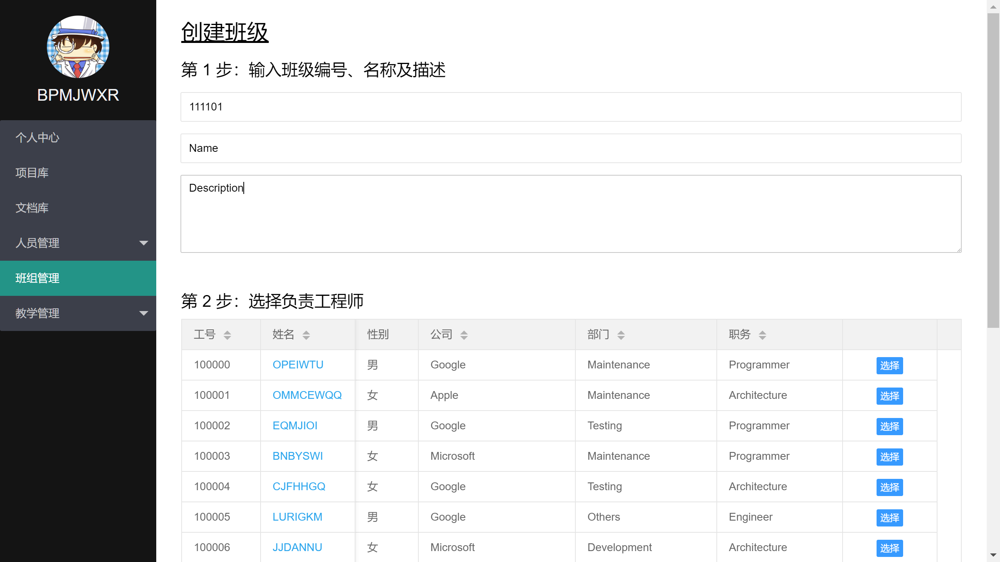 BPMJWXR
个人中心
项目库
文档库
人员管理
班组管理
教学管理
创建班级
第 1 步：输入班级编号、名称及描述
111101
Name
Description
第 2 步：选择负责工程师
工号 姓名 性别 公司 部门 职务
100000 OPEIWTU 男 Google Maintenance Programmer 选择
100001 OMMCEWQQ 女 Apple Maintenance Architecture 选择
100002 EQMJIOI 男 Google Testing Programmer 选择
100003 BNBYSWI 女 Microsoft Maintenance Programmer 选择
100004 CJFHHGQ 女 Google Testing Architecture 选择
100005 LURIGKM 男 Google Others Engineer 选择
100006 JJDANNU 女 Microsoft Development Architecture 选择